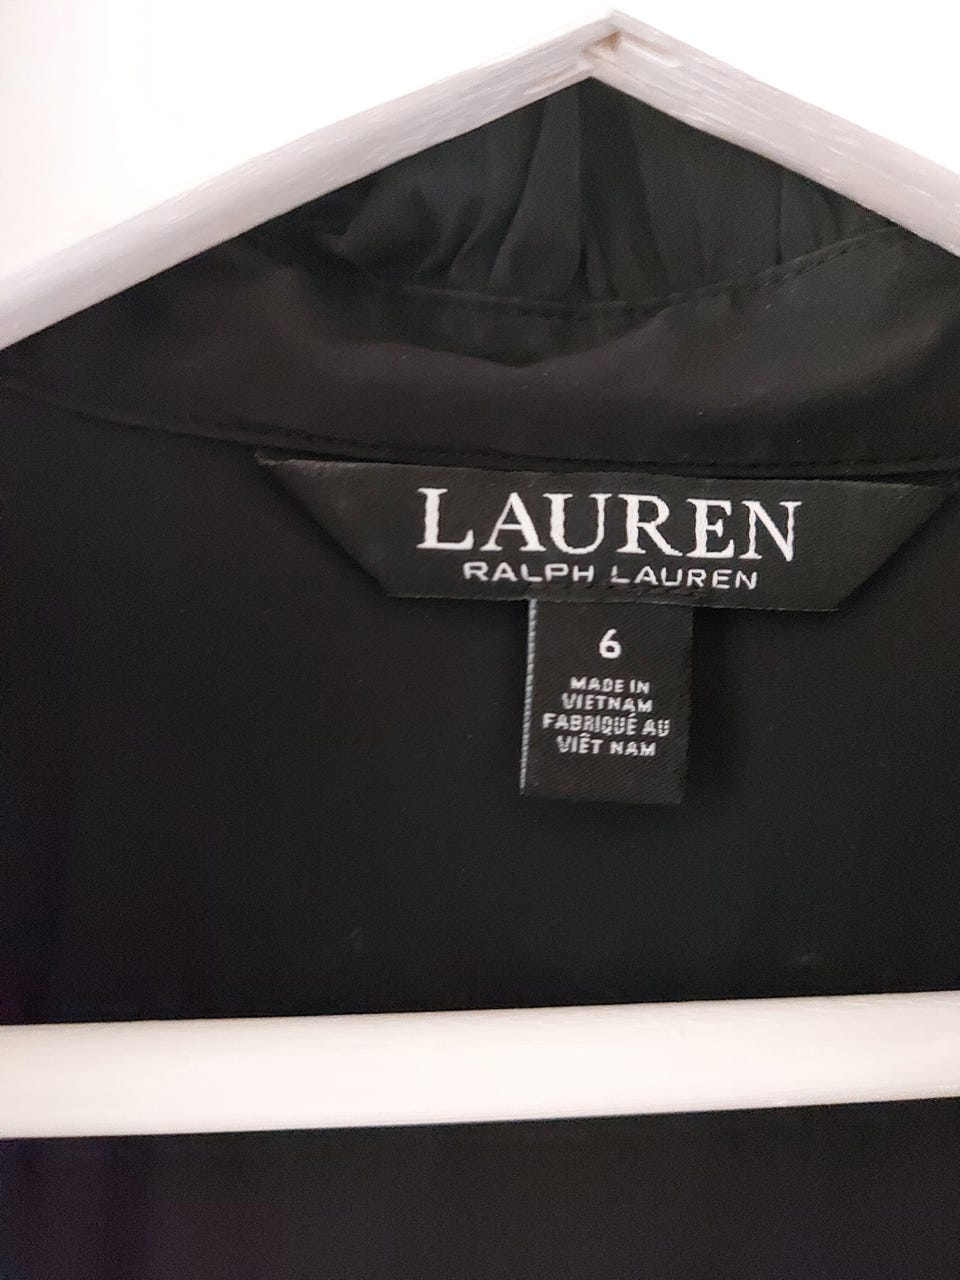 LAUREN
RALPH LAUREN
6
MADE IN
VIETNAM
FABRIQUÉ AU
VIÊT NAM